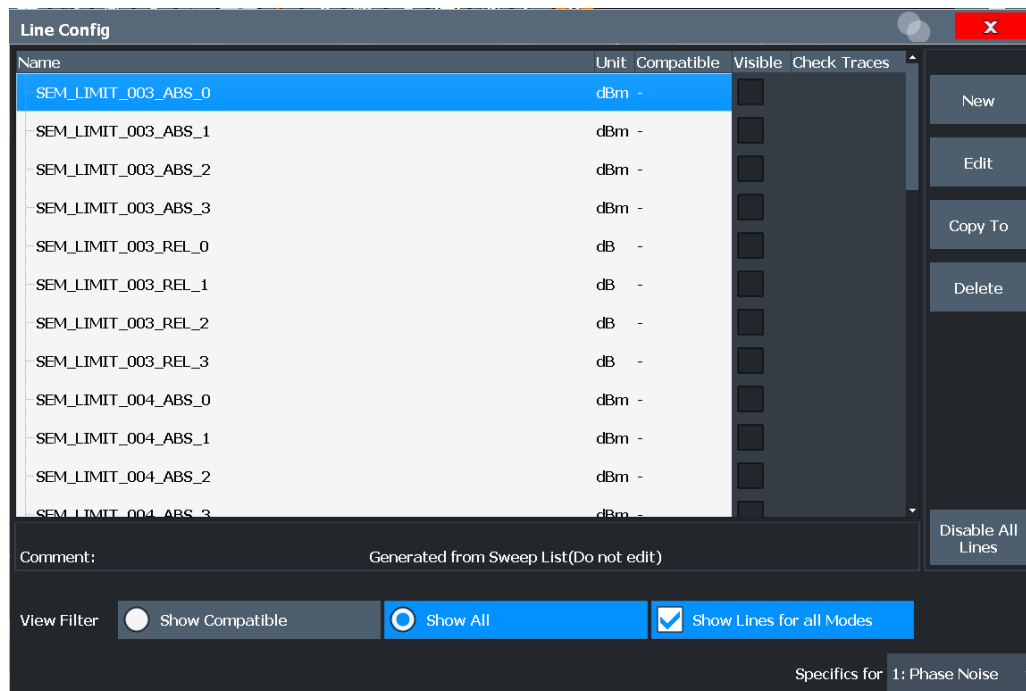 Line Config
X
Name Unit Compatible Visible Check Traces
SEM_LIMIT_003_ABS_0 dBm -
New
SEM_LIMIT_003_ABS_1 dBm -
SEM_LIMIT_003_ABS_2 dBm -
Edit
SEM_LIMIT_003_ABS_3 dBm -
Copy To
SEM_LIMIT_003_REL_0 dB -
SEM_LIMIT_003_REL_1 dB -
Delete
SEM_LIMIT_003_REL_2 dB -
SEM_LIMIT_003_REL_3 dB -
SEM_LIMIT_004_ABS_0 dBm -
SEM_LIMIT_004_ABS_1 dBm -
SEM_LIMIT_004_ABS_2 dBm -
SEM_LIMIT_004_ABS_3 dBm -
Disable All
Lines
Comment: Generated from Sweep List(Do not edit)
View Filter Show Compatible Show All Show Lines for all Modes
Specifics for 1: Phase Noise